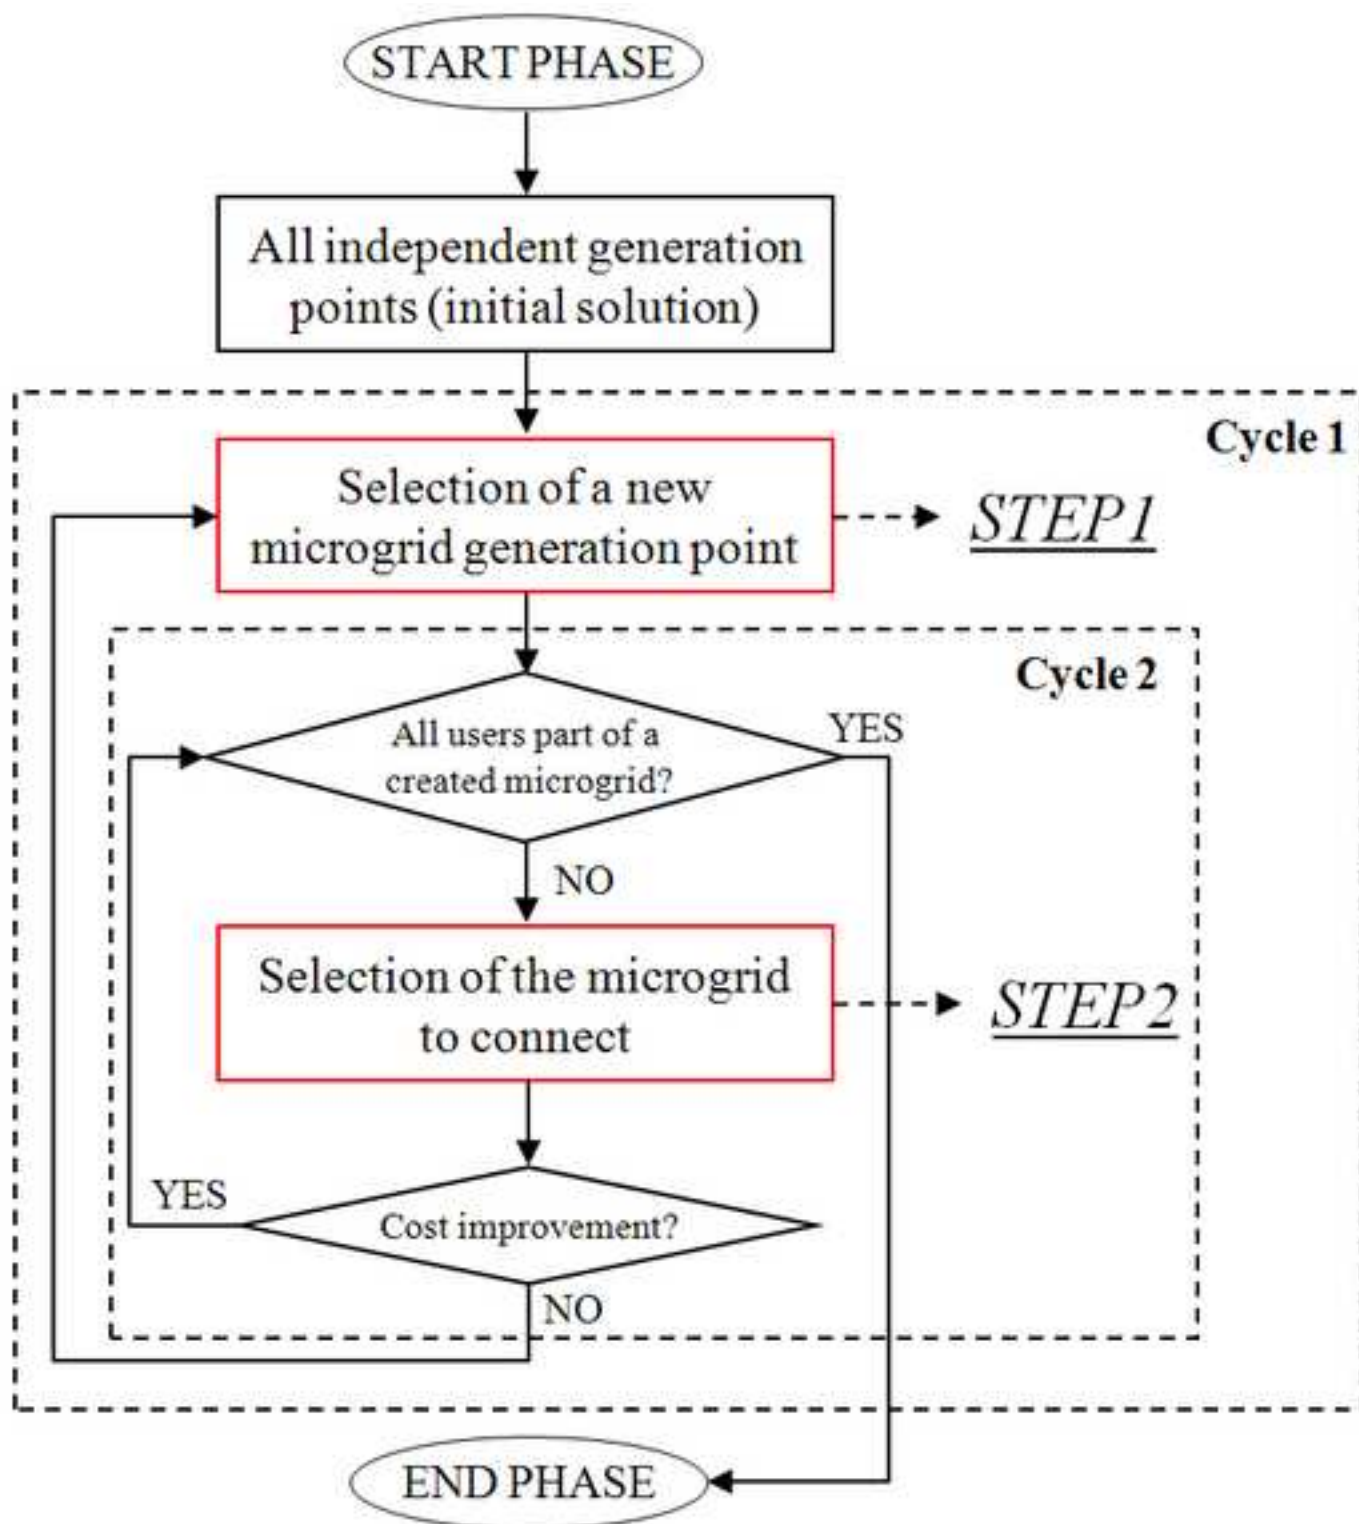 START PHASE
All independent generation
points (initial solution)
Cycle 1
Selection of a new
microgrid generation point
STEP1
Cycle 2
All users part of a
created microgrid?
YES
NO
Selection of the microgrid
to connect
STEP2
YES
Cost improvement?
NO
END PHASE